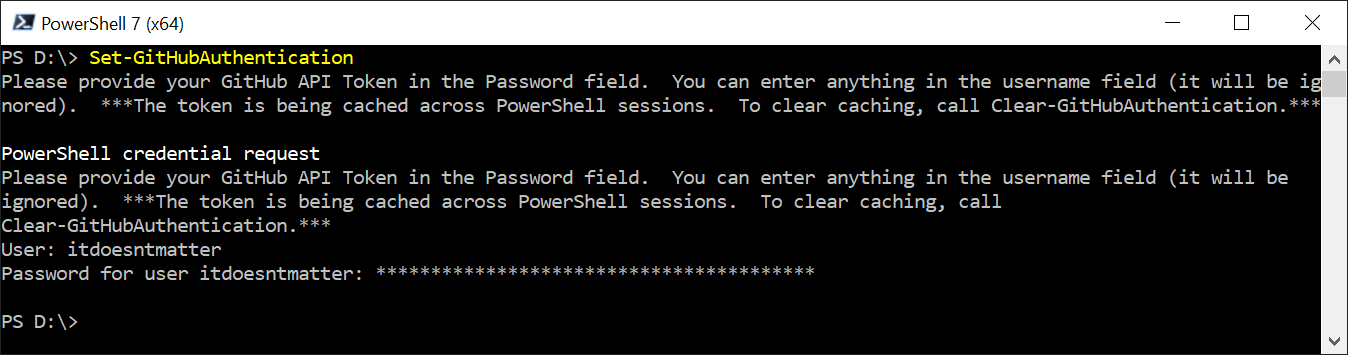 PowerShell 7 (x64)
PS D:\> Set-GitHubAuthentication
Please provide your GitHub API Token in the Password field.  You can enter anything in the username field (it will be ig
nored).  ***The token is being cached across PowerShell sessions.  To clear caching, call Clear-GitHubAuthentication.***
PowerShell credential request
Please provide your GitHub API Token in the Password field.  You can enter anything in the username field (it will be
ignored).  ***The token is being cached across PowerShell sessions.  To clear caching, call
Clear-GitHubAuthentication.***
User: itdoesntmatter
Password for user itdoesntmatter: ****************************************
PS D:\>